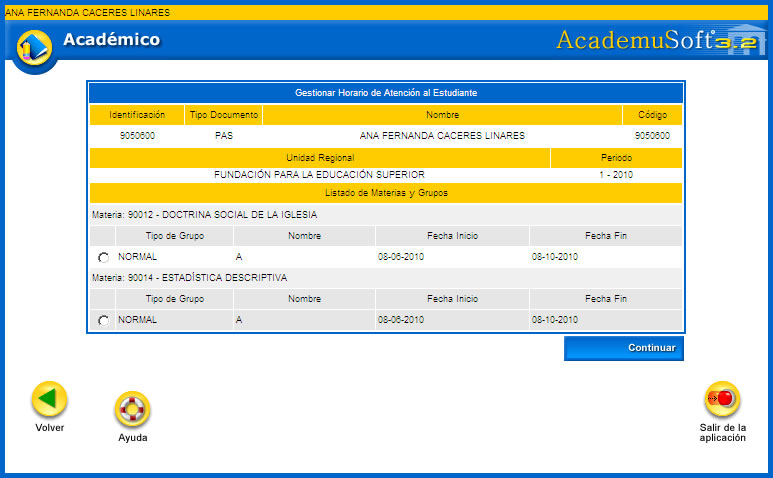 ANA FERNANDA CACERES LINARES
Académico
AcademuSoft 3.2
Gestionar Horario de Atención al Estudiante
Identificación Tipo Documento Nombre Código
9050600 PAS ANA FERNANDA CACERES LINARES 9050600
Unidad Regional Periodo
FUNDACIÓN PARA LA EDUCACIÓN SUPERIOR 1 - 2010
Listado de Materias y Grupos
Materia: 90012 - DOCTRINA SOCIAL DE LA IGLESIA
Tipo de Grupo Nombre Fecha Inicio Fecha Fin
NORMAL A 08-06-2010 08-10-2010
Materia: 90014 - ESTADÍSTICA DESCRIPTIVA
Tipo de Grupo Nombre Fecha Inicio Fecha Fin
NORMAL A 08-06-2010 08-10-2010
Continuar
Volver
Ayuda
Salir de la
aplicación